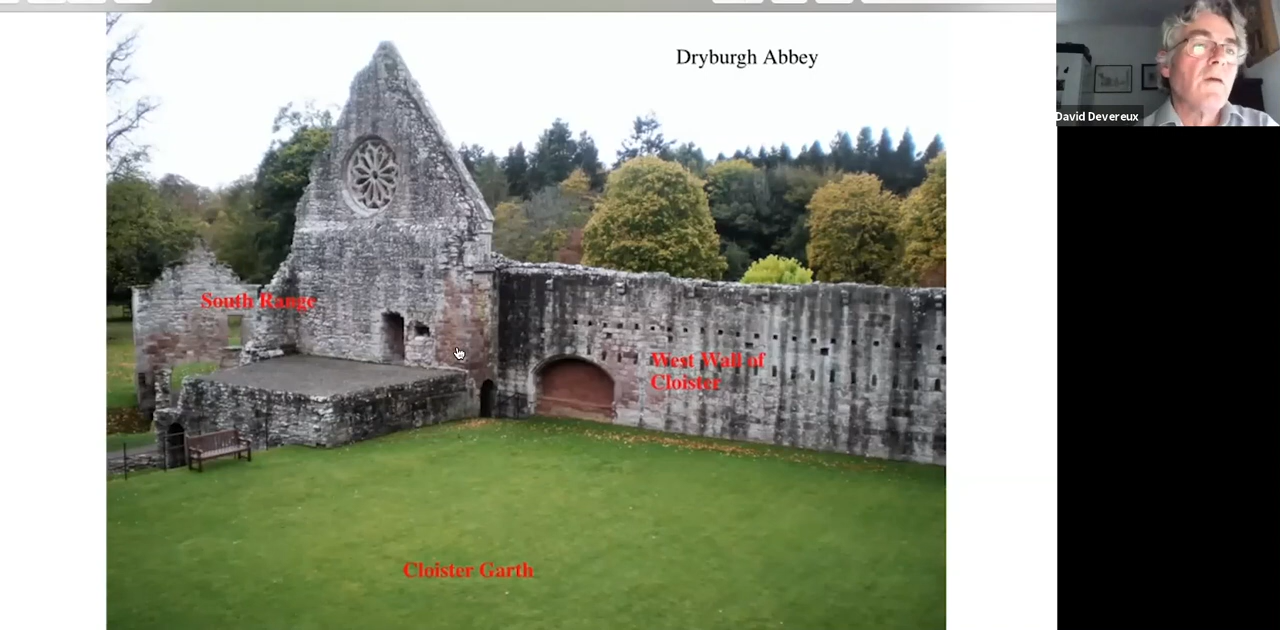 Dryburgh Abbey
David Devereux
South Range
West Wall of
Cloister
Cloister Garth